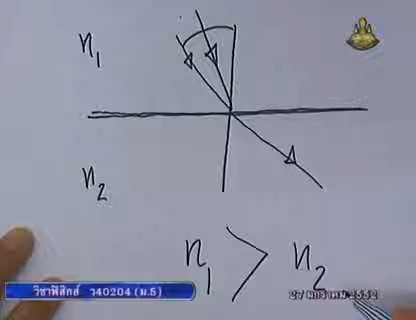 n₁
n₂
n₁ > n₂
วิชาฟิสิกส์ ว40204 (ม.5)
27 มกราคม 2552